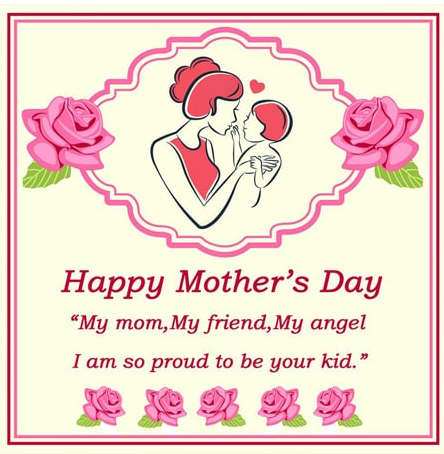 Happy Mother's Day
"My mom,My friend,My angel
I am so proud to be your kid."